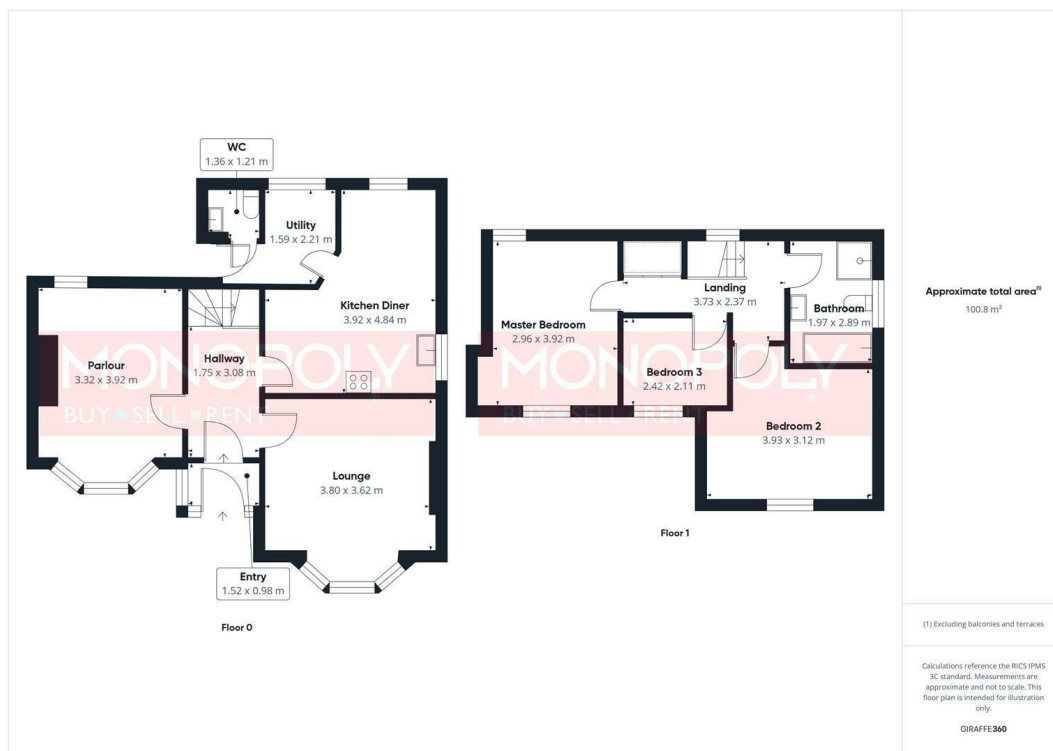 WC
1.36 x 1.21 m
Utility
1.59 x 2.21 m
Kitchen Diner
3.92 x 4.84 m
Parlour
3.32 x 3.92 m
Hallway
1.75 x 3.08 m
Lounge
3.80 x 3.62 m
Entry
1.52 x 0.98 m
Floor 0
MONOPOLY
BUY SELL RENT
®
Master Bedroom
2.96 x 3.92 m
Landing
3.73 x 2.37 m
Bathroom
1.97 x 2.89 m
Bedroom 3
2.42 x 2.11 m
Bedroom 2
3.93 x 3.12 m
Floor 1
MONOPOLY
BUY SELL RENT
®
Approximate total area(1)
100.8 m²
(1) Excluding balconies and terraces
Calculations reference the RICS IPMS
3C standard. Measurements are
approximate and not to scale. This
floor plan is intended for illustration
only.
GIRAFFE360